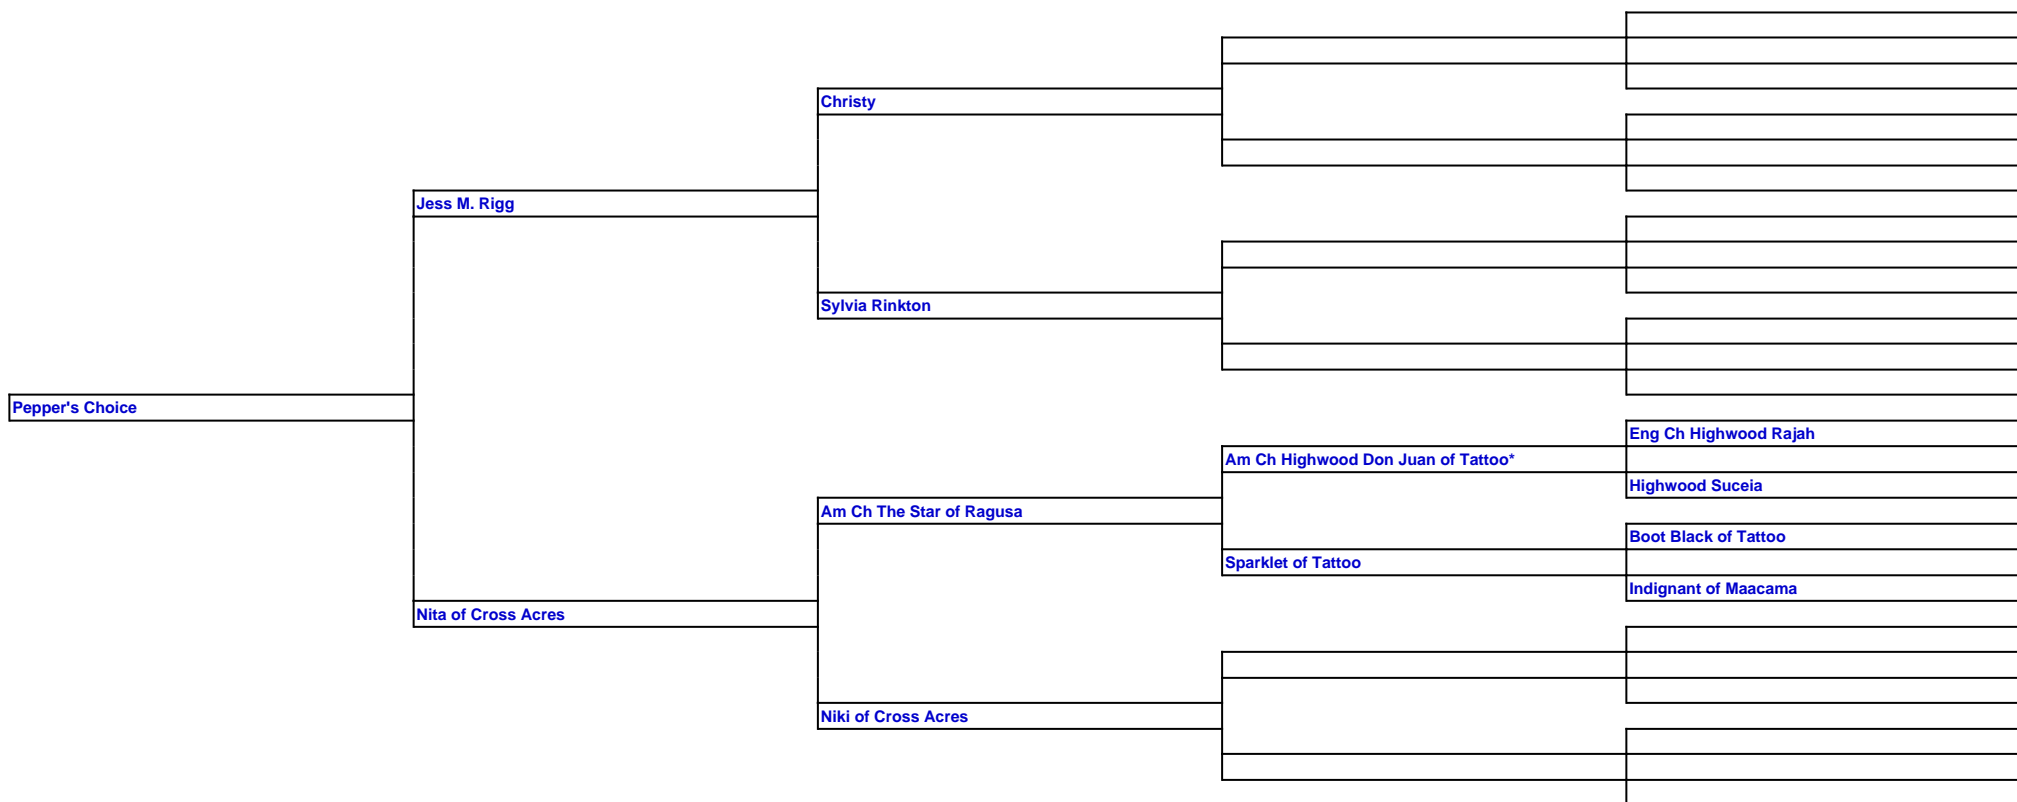 Christy
Jess M. Rigg
Sylvia Rinkton
Pepper's Choice
Eng Ch Highwood Rajah
Am Ch Highwood Don Juan of Tattoo*
Highwood Suceia
Am Ch The Star of Ragusa
Boot Black of Tattoo
Sparklet of Tattoo
Indignant of Maacama
Nita of Cross Acres
Niki of Cross Acres